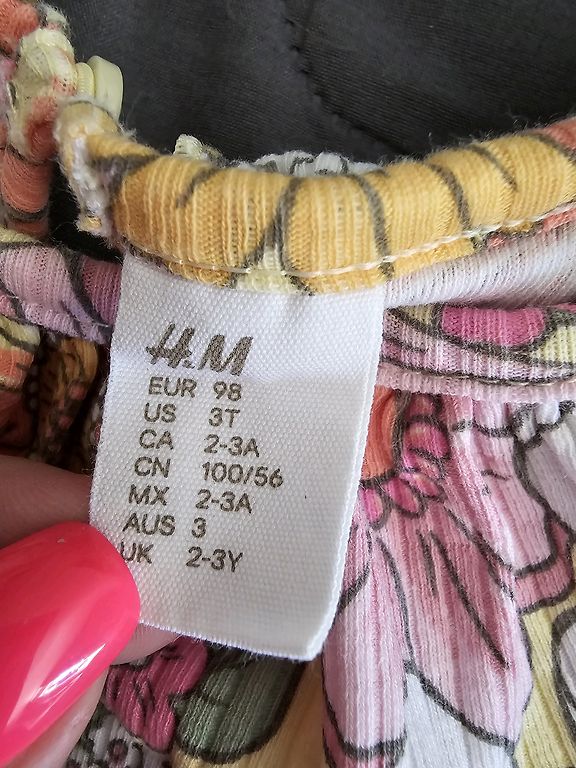 H&M
EUR 98
US 3T
CA 2-3A
CN 100/56
MX 2-3A
AUS 3
UK 2-3Y